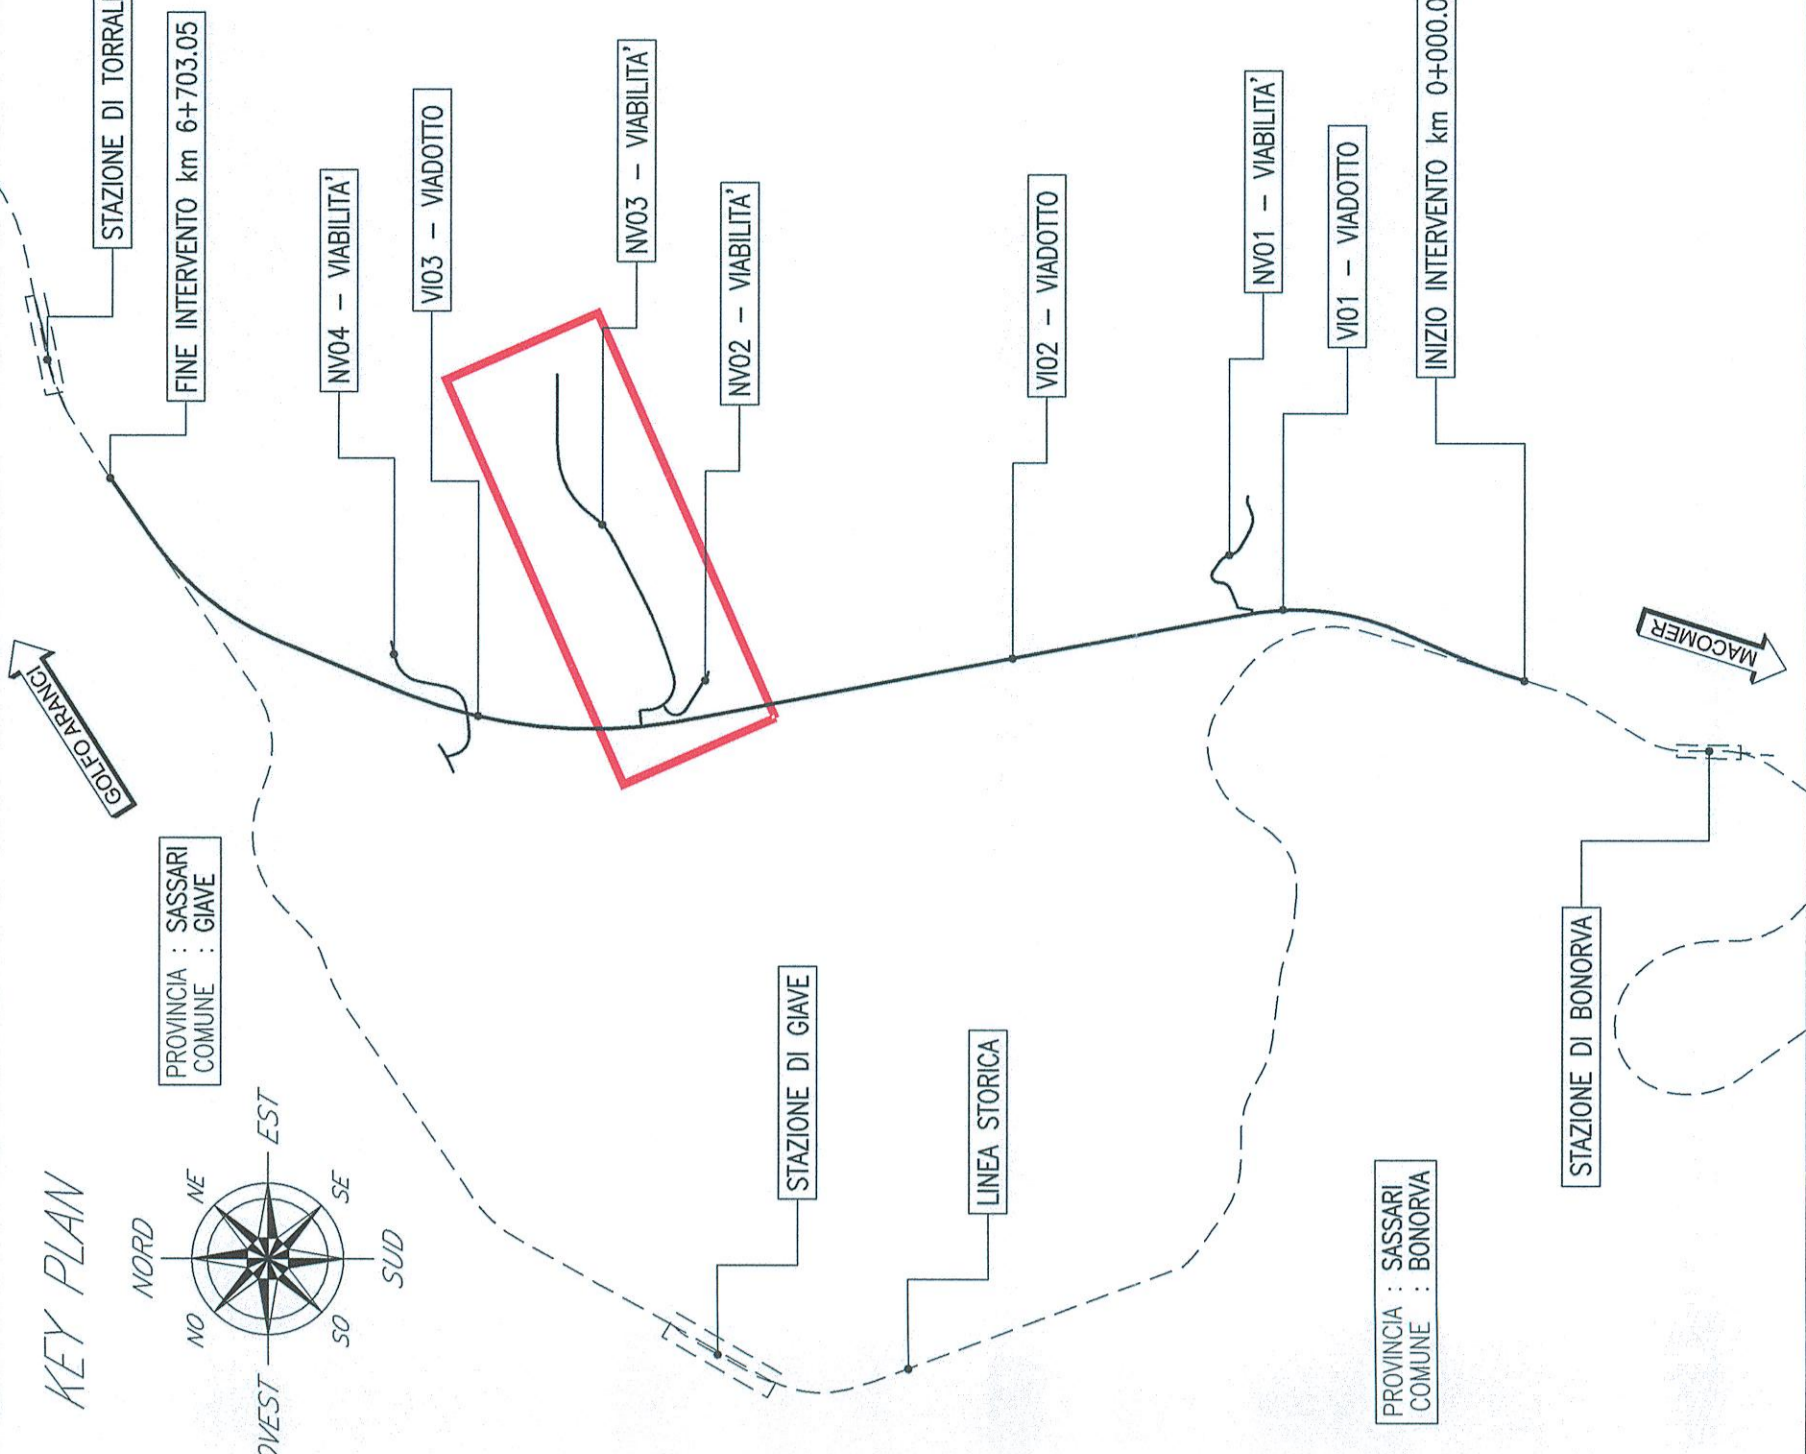 KEY PLAN
NORD
NE
EST
SE
SUD
SO
OVEST
NO
PROVINCIA : SASSARI
COMUNE : GIAVE
GOLFO ARANCI
STAZIONE DI TORRAL
FINE INTERVENTO km 6+703.05
NV04 – VIABILITA'
VI03 – VIADOTTO
NV03 – VIABILITA'
NV02 – VIABILITA'
VI02 – VIADOTTO
NV01 – VIABILITA'
VI01 – VIADOTTO
INIZIO INTERVENTO km 0+000.0
MACOMER
STAZIONE DI GIAVE
LINEA STORICA
STAZIONE DI BONORVA
PROVINCIA : SASSARI
COMUNE : BONORVA